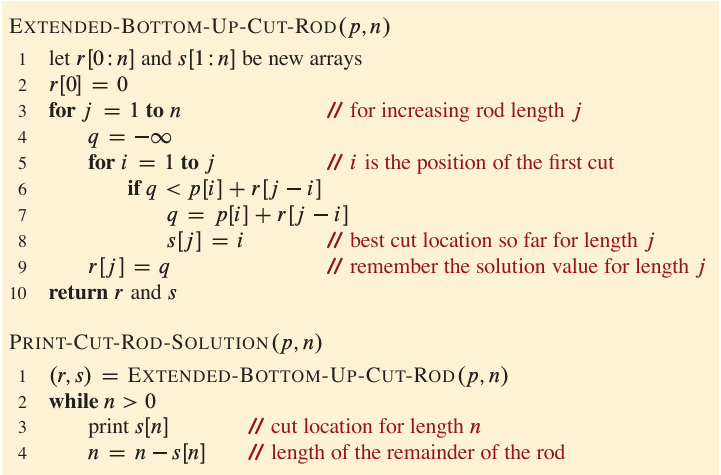 EXTENDED-BOTTOM-UP-CUT-ROD(p, n)
1 let r[0:n] and s[1:n] be new arrays
2 r[0] = 0
3 for j = 1 to n // for increasing rod length j
4 q = −∞
5 for i = 1 to j // i is the position of the first cut
6 if q < p[i] + r[j − i]
7 q = p[i] + r[j − i]
8 s[j] = i // best cut location so far for length j
9 r[j] = q // remember the solution value for length j
10 return r and s
PRINT-CUT-ROD-SOLUTION(p, n)
1 (r, s) = EXTENDED-BOTTOM-UP-CUT-ROD(p, n)
2 while n > 0
3 print s[n] // cut location for length n
4 n = n − s[n] // length of the remainder of the rod